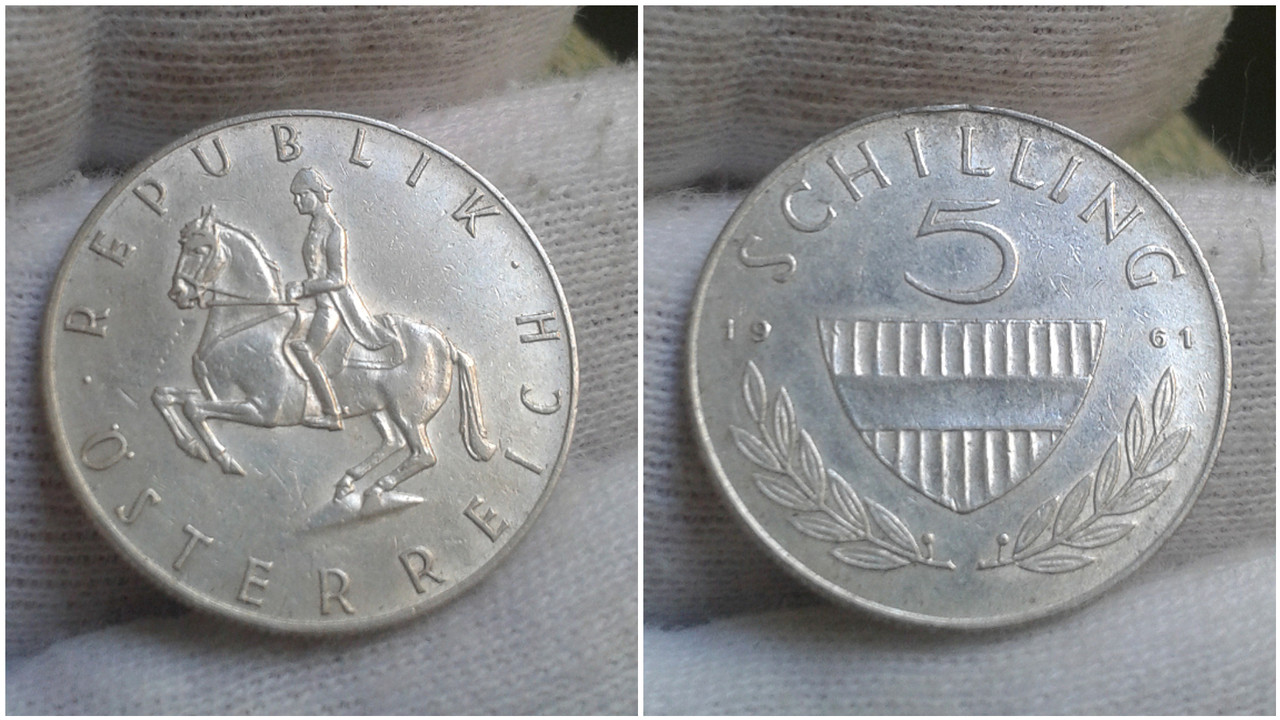 REPUBLIK · ÖSTERREICH ·
SCHILLING
5
19 61